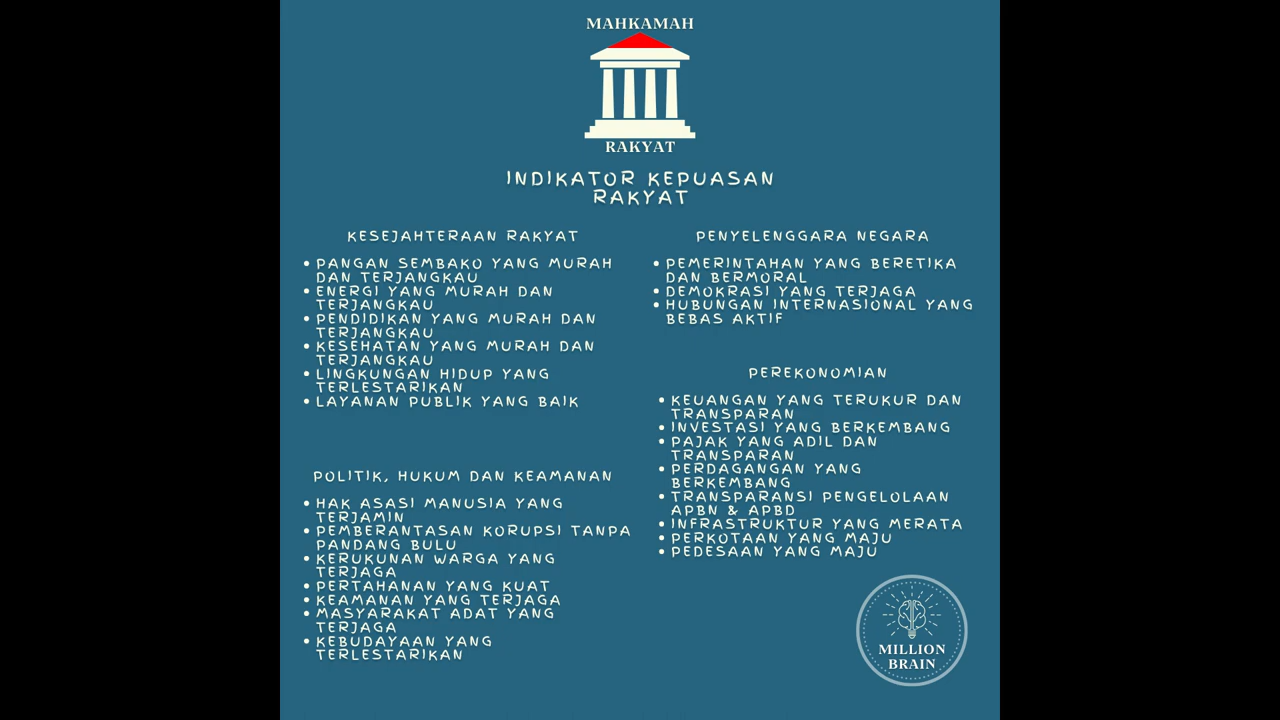 MAHKAMAH
RAKYAT
INDIKATOR KEPUASAN
RAKYAT
KESEJAHTERAAN RAKYAT
• PANGAN SEMBAKO YANG MURAH
DAN TERJANGKAU
• ENERGI YANG MURAH DAN
TERJANGKAU
• PENDIDIKAN YANG MURAH DAN
TERJANGKAU
• KESEHATAN YANG MURAH DAN
TERJANGKAU
• LINGKUNGAN HIDUP YANG
TERLESTARIKAN
• LAYANAN PUBLIK YANG BAIK
POLITIK, HUKUM DAN KEAMANAN
• HAK ASASI MANUSIA YANG
TERJAMIN
• PEMBERANTASAN KORUPSI TANPA
PANDANG BULU
• KERUKUNAN WARGA YANG
TERJAGA
• PERTAHANAN YANG KUAT
• KEAMANAN YANG TERJAGA
• MASYARAKAT ADAT YANG
TERJAGA
• KEBUDAYAAN YANG
TERLESTARIKAN
PENYELENGGARA NEGARA
• PEMERINTAHAN YANG BERETIKA
DAN BERMORAL
• DEMOKRASI YANG TERJAGA
• HUBUNGAN INTERNASIONAL YANG
BEBAS AKTIF
PEREKONOMIAN
• KEUANGAN YANG TERUKUR DAN
TRANSPARAN
• INVESTASI YANG BERKEMBANG
• PAJAK YANG ADIL DAN
TRANSPARAN
• PERDAGANGAN YANG
BERKEMBANG
• TRANSPARANSI PENGELOLAAN
APBN & APBD
• INFRASTRUKTUR YANG MERATA
• PERKOTAAN YANG MAJU
• PEDESAAN YANG MAJU
MILLION
BRAIN